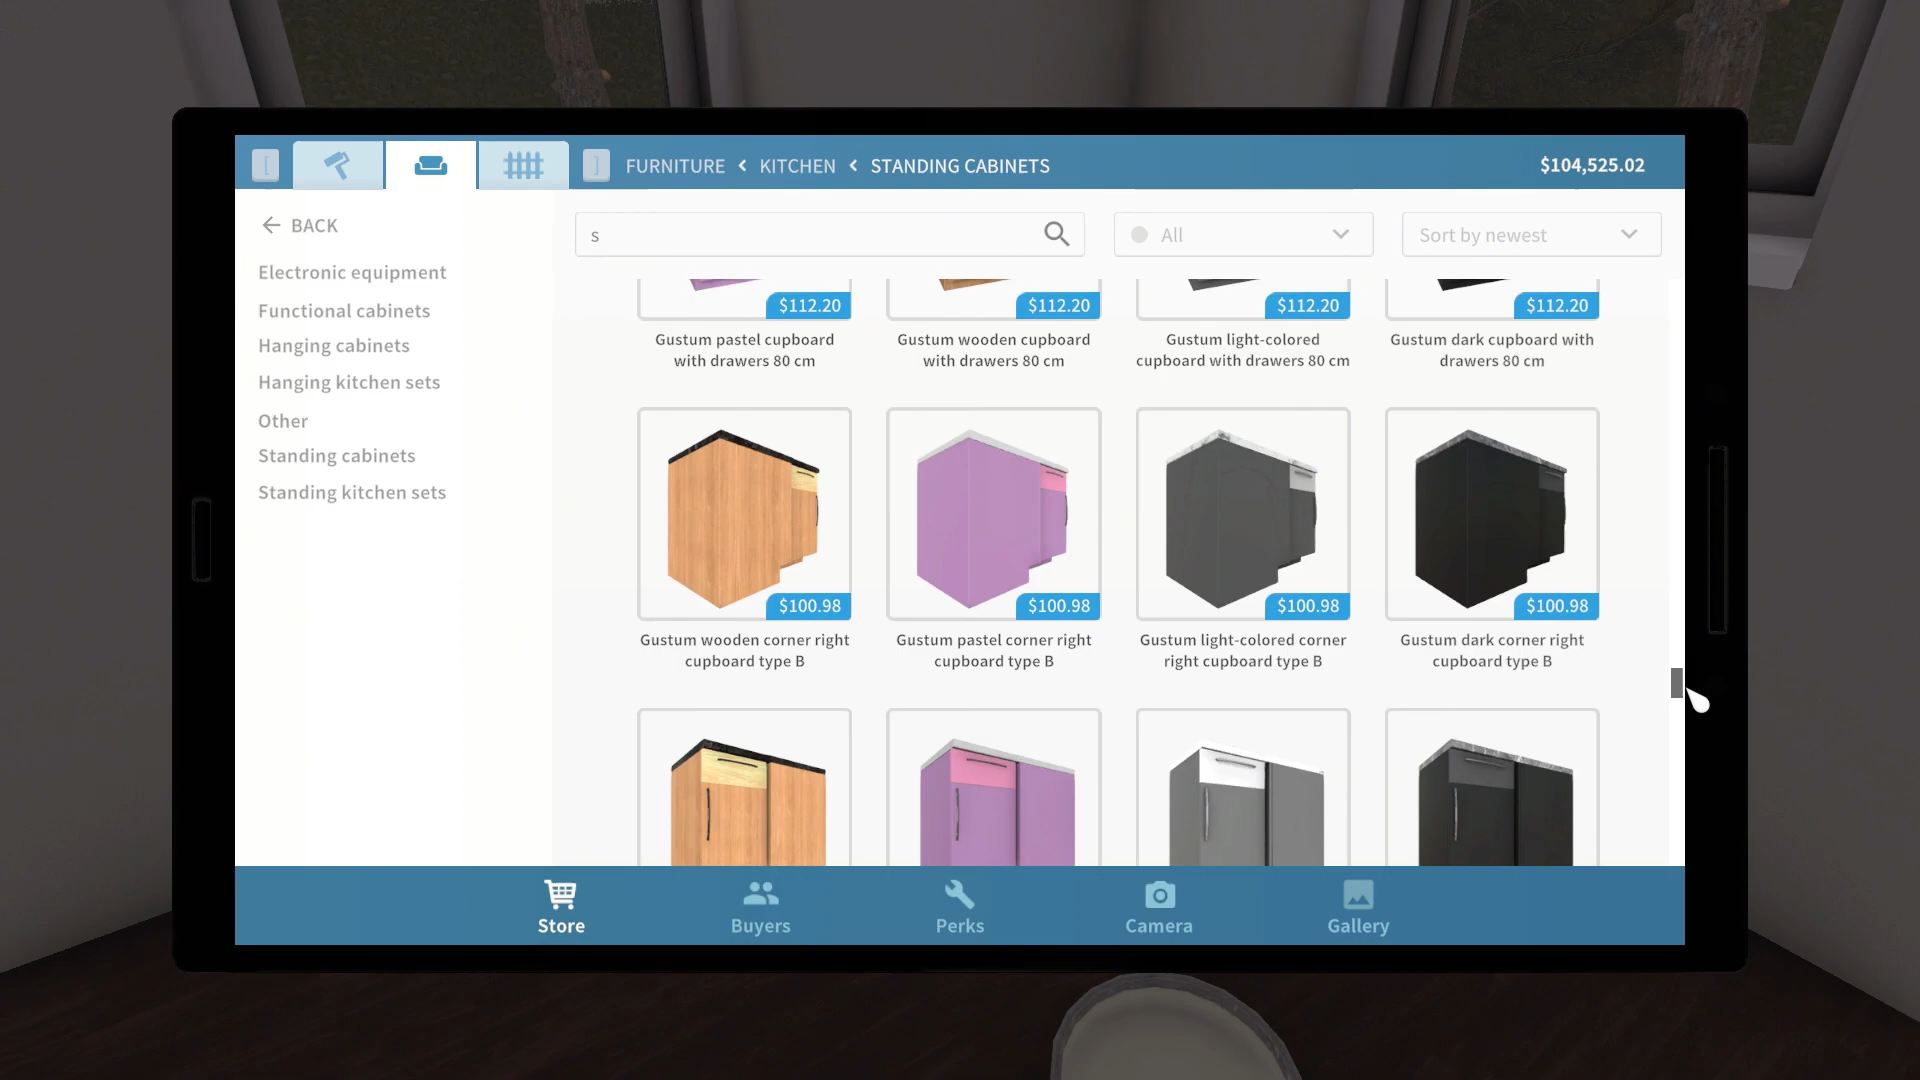 [
]
FURNITURE < KITCHEN < STANDING CABINETS
$104,525.02
BACK
Electronic equipment
Functional cabinets
Hanging cabinets
Hanging kitchen sets
Other
Standing cabinets
Standing kitchen sets
s
All
Sort by newest
$112.20
$112.20
$112.20
$112.20
Gustum pastel cupboard
with drawers 80 cm
Gustum wooden cupboard
with drawers 80 cm
Gustum light-colored
cupboard with drawers 80 cm
Gustum dark cupboard with
drawers 80 cm
$100.98
$100.98
$100.98
$100.98
Gustum wooden corner right
cupboard type B
Gustum pastel corner right
cupboard type B
Gustum light-colored corner
right cupboard type B
Gustum dark corner right
cupboard type B
Store
Buyers
Perks
Camera
Gallery